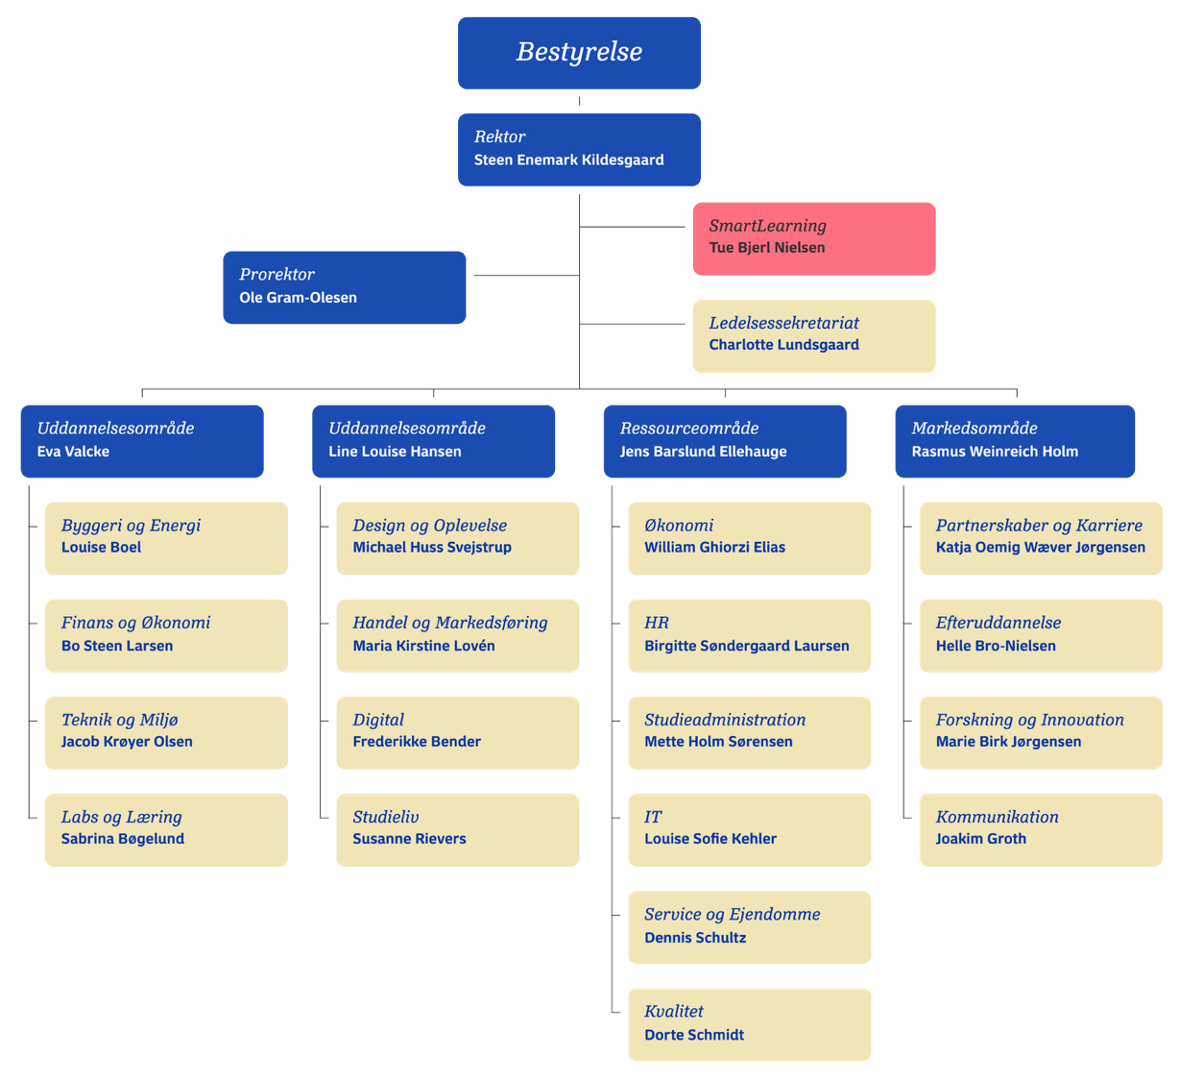 Bestyrelse
Rektor
Steen Enemark Kildesgaard
SmartLearning
Tue Bjerl Nielsen
Prorektor
Ole Gram-Olesen
Ledelsessekretariat
Charlotte Lundsgaard
Uddannelsesområde
Eva Valcke
Byggeri og Energi
Louise Boel
Finans og Økonomi
Bo Steen Larsen
Teknik og Miljø
Jacob Krøyer Olsen
Labs og Læring
Sabrina Bøgelund
Uddannelsesområde
Line Louise Hansen
Design og Oplevelse
Michael Huss Svejstrup
Handel og Markedsføring
Maria Kirstine Lovén
Digital
Frederikke Bender
Studieliv
Susanne Rievers
Ressourceområde
Jens Barslund Ellehauge
Økonomi
William Ghiorzi Elias
HR
Birgitte Søndergaard Laursen
Studieadministration
Mette Holm Sørensen
IT
Louise Sofie Kehler
Service og Ejendomme
Dennis Schultz
Kvalitet
Dorte Schmidt
Markedsområde
Rasmus Weinreich Holm
Partnerskaber og Karriere
Katja Oemig Wæver Jørgensen
Efteruddannelse
Helle Bro-Nielsen
Forskning og Innovation
Marie Birk Jørgensen
Kommunikation
Joakim Groth